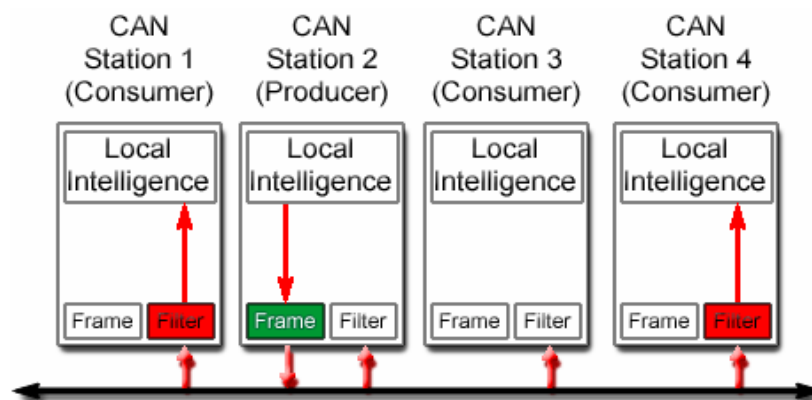 CAN
Station 1
(Consumer)
CAN
Station 2
(Producer)
CAN
Station 3
(Consumer)
CAN
Station 4
(Consumer)
Local
Intelligence
Local
Intelligence
Local
Intelligence
Local
Intelligence
Frame
Filter
Frame
Filter
Frame
Filter
Frame
Filter